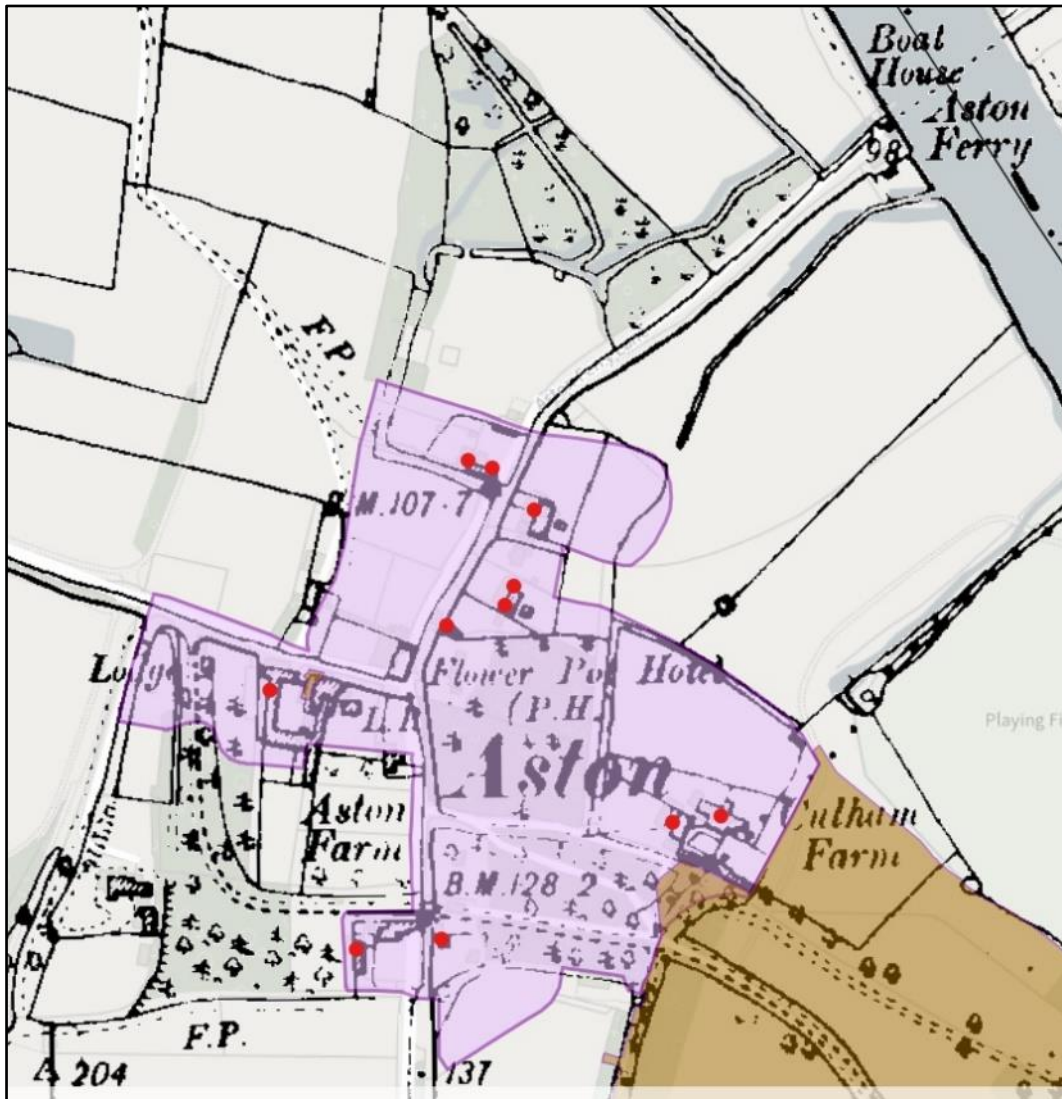 Boat
House
Aston
Ferry
98
F.P.
M.107·7
Flower Pot Hotel
(P.H.
Aston
Playing Fi
Aston
Farm
Culham
Farm
B.M.128 2
F.P.
204
137